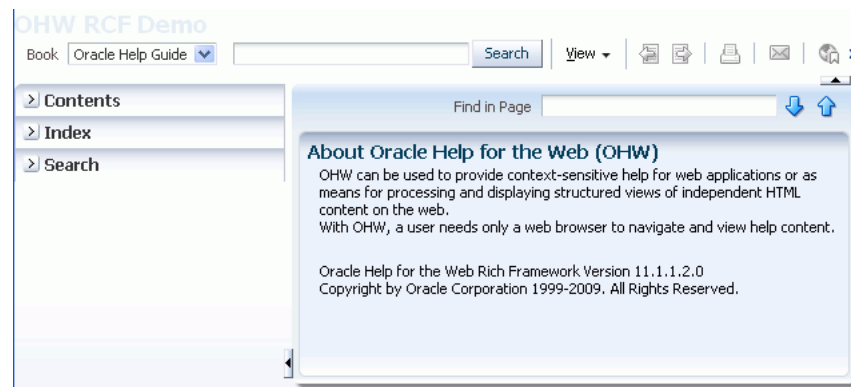 OHW RCF Demo
Book Oracle Help Guide Search View
Contents
Index
Search
Find in Page
About Oracle Help for the Web (OHW)
OHW can be used to provide context-sensitive help for web applications or as
means for processing and displaying structured views of independent HTML
content on the web.
With OHW, a user needs only a web browser to navigate and view help content.
Oracle Help for the Web Rich Framework Version 11.1.1.2.0
Copyright by Oracle Corporation 1999-2009. All Rights Reserved.